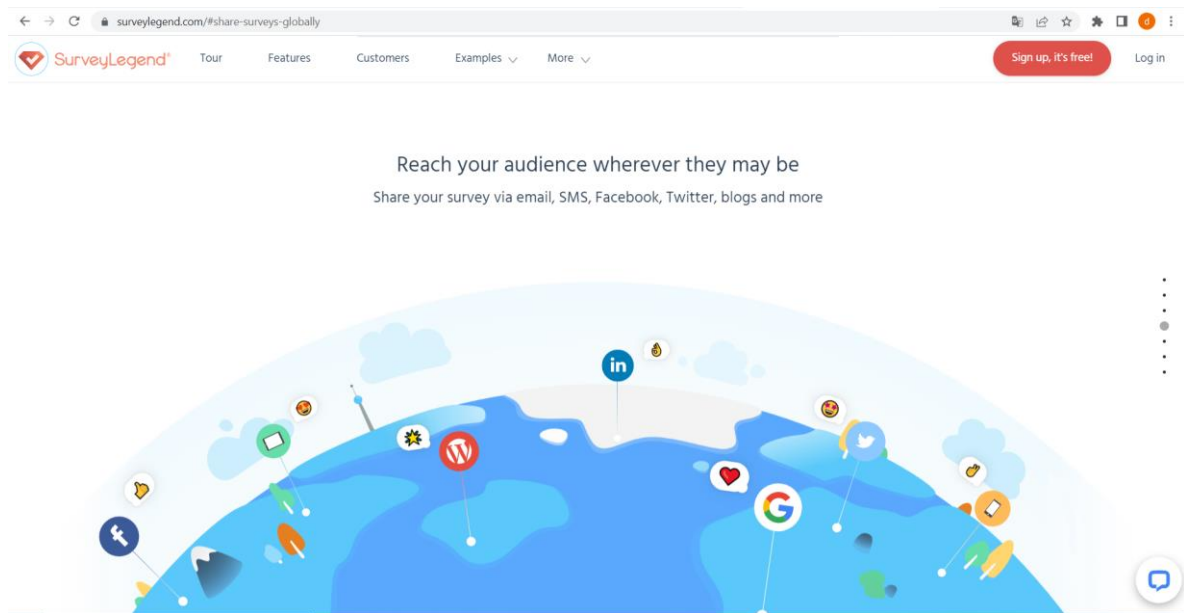 surveylegend.com/#share-surveys-globally
d
SurveyLegend®
Tour
Features
Customers
Examples
More
Sign up, it's free!
Log in
Reach your audience wherever they may be
Share your survey via email, SMS, Facebook, Twitter, blogs and more
in